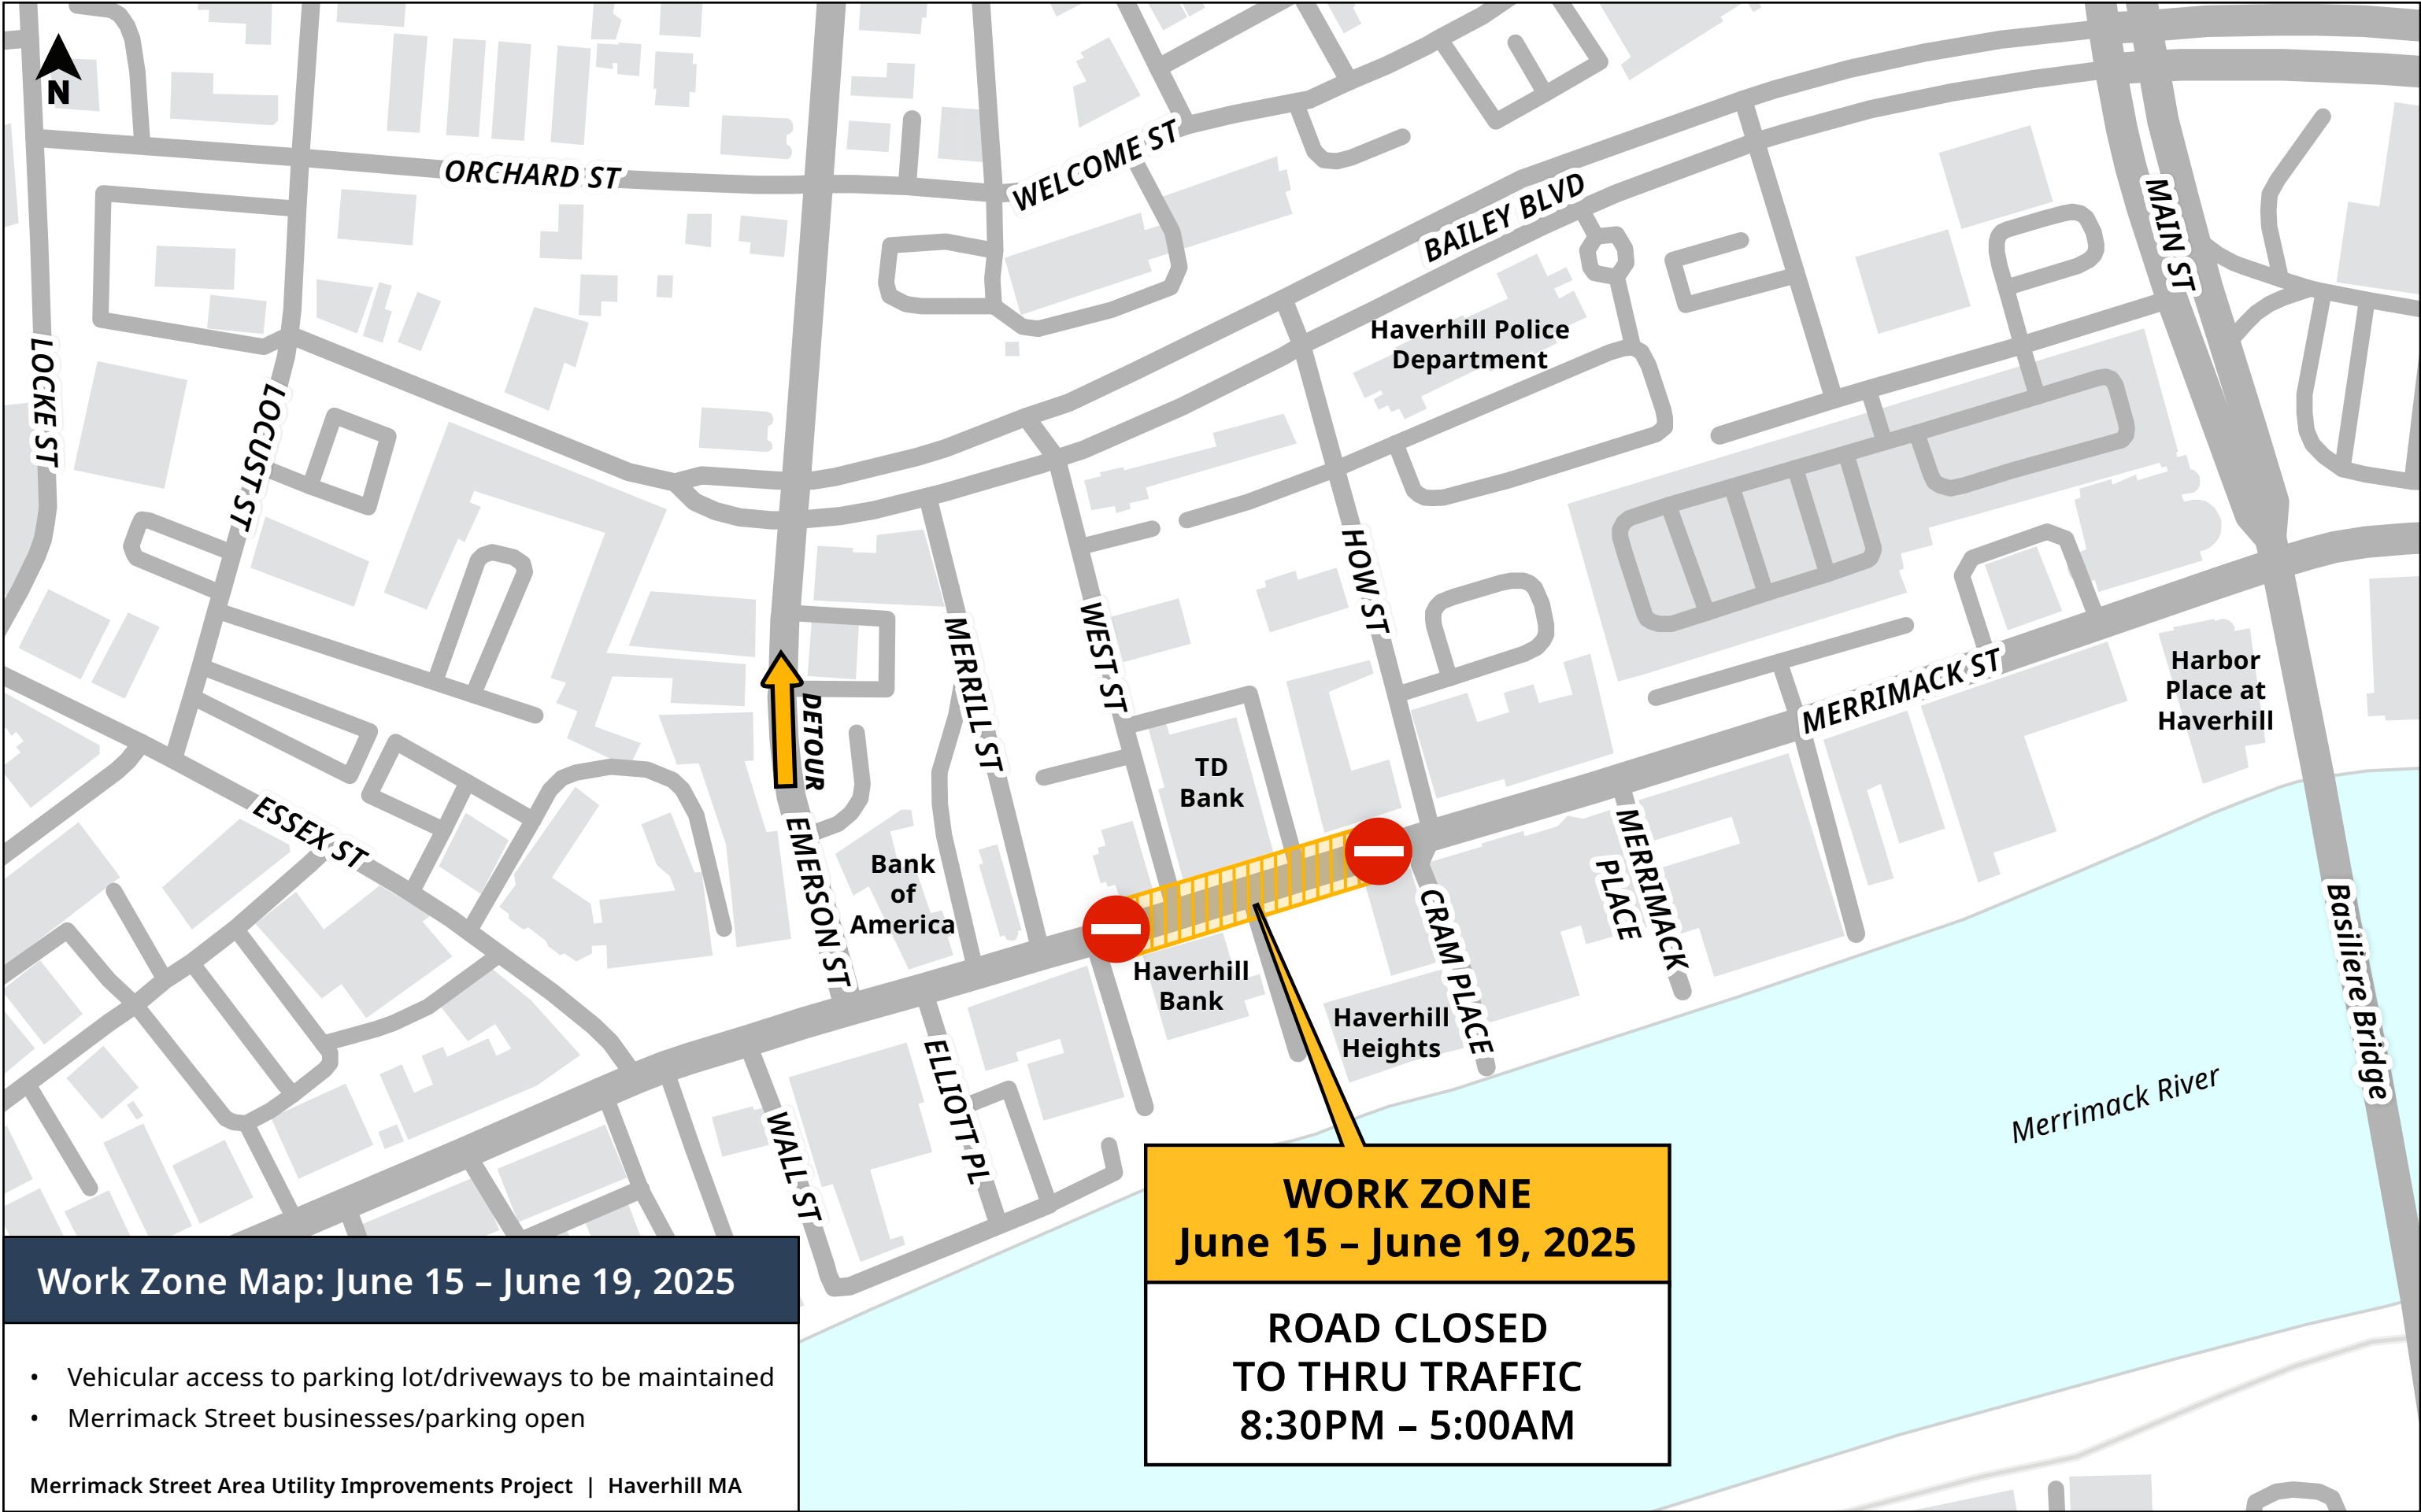 N
ORCHARD ST
WELCOME ST
BAILEY BLVD
MAIN ST
LOCKE ST
LOCUST ST
Haverhill Police
Department
HOW ST
WEST ST
MERRILL ST
DETOUR
EMERSON ST
ESSEX ST
TD
Bank
Bank
of
America
MERRIMACK ST
Harbor
Place at
Haverhill
MERRIMACK
PLACE
CRAM PLACE
Haverhill
Bank
Haverhill
Heights
Basiliere Bridge
ELLIOTT PL
WALL ST
Merrimack River
WORK ZONE
June 15 – June 19, 2025
ROAD CLOSED
TO THRU TRAFFIC
8:30PM – 5:00AM
Work Zone Map: June 15 – June 19, 2025
• Vehicular access to parking lot/driveways to be maintained
• Merrimack Street businesses/parking open
Merrimack Street Area Utility Improvements Project | Haverhill MA